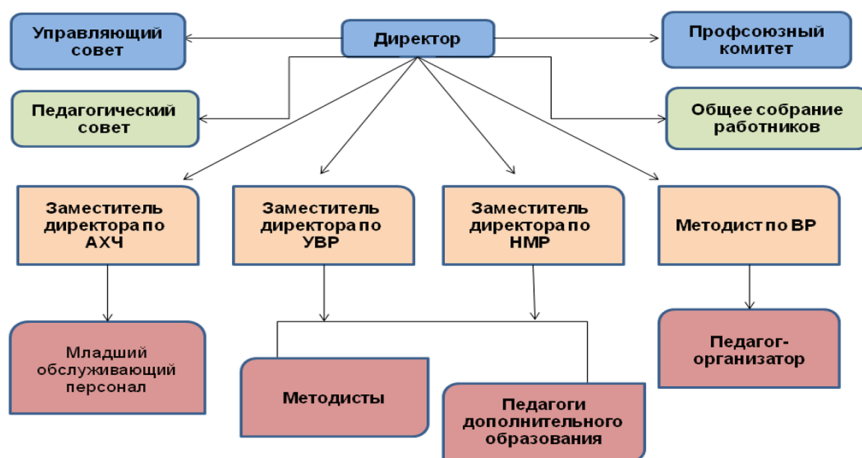 Управляющий
совет
Директор
Профсоюзный
комитет
Педагогический
совет
Общее собрание
работников
Заместитель
директора по
АХЧ
Заместитель
директора по
УВР
Заместитель
директора по
НМР
Методист по ВР
Младший
обслуживающий
персонал
Методисты
Педагоги
дополнительного
образования
Педагог-
организатор